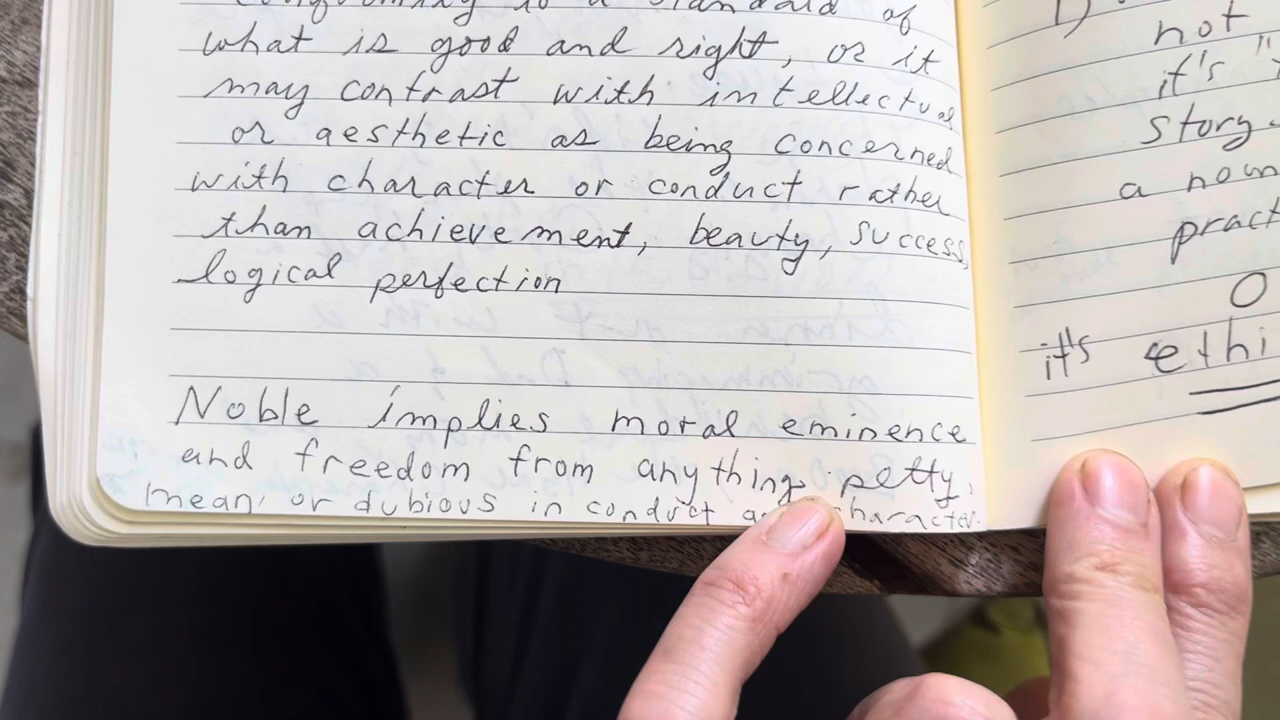 conforming to a standard of
what is good and right, or it
may contrast with intellectual
or aesthetic as being concerned
with character or conduct rather
than achievement, beauty, success,
logical perfection
Noble implies moral eminence
and freedom from anything petty,
mean, or dubious in conduct character.
1)
not
it's "
story.
a
it's ethi